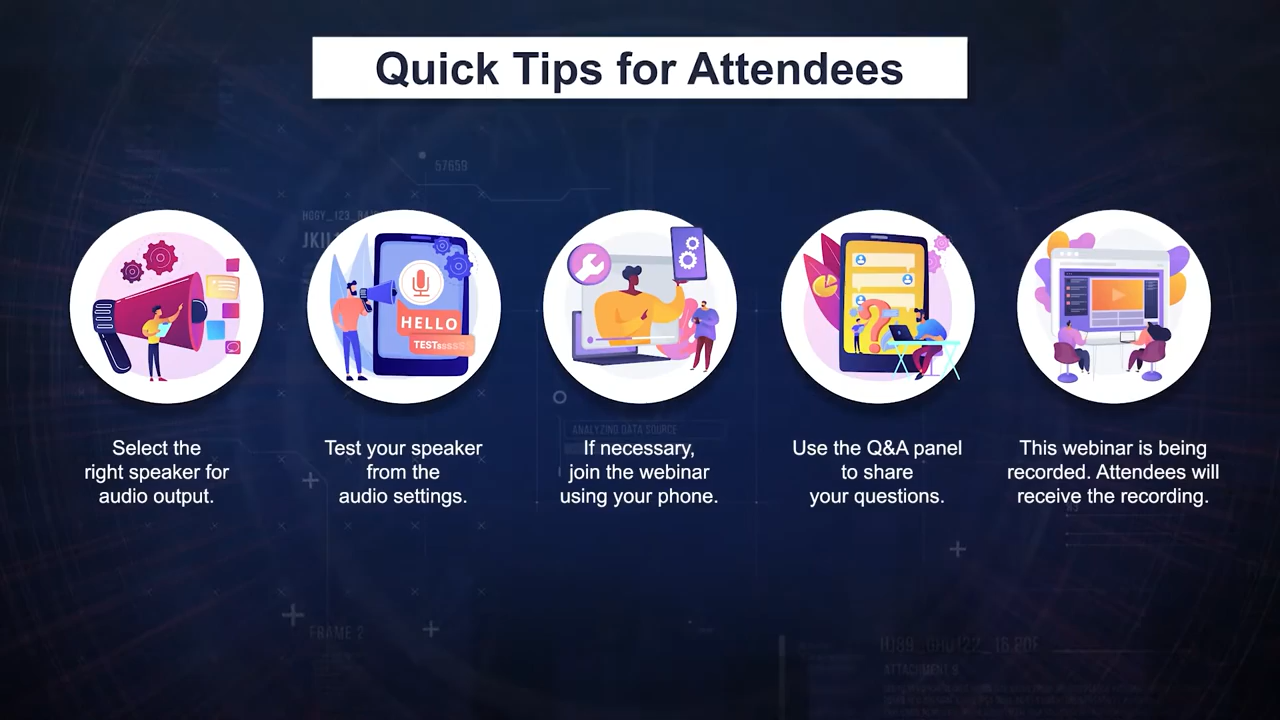 Quick Tips for Attendees
57659
HELLO
TEST
Select the
right speaker for
audio output.
Test your speaker
from the
audio settings.
If necessary,
join the webinar
using your phone.
Use the Q&A panel
to share
your questions.
This webinar is being
recorded. Attendees will
receive the recording.
ANALYZING DATA SOURCE
FRAME 2
ATTACHMENT 9